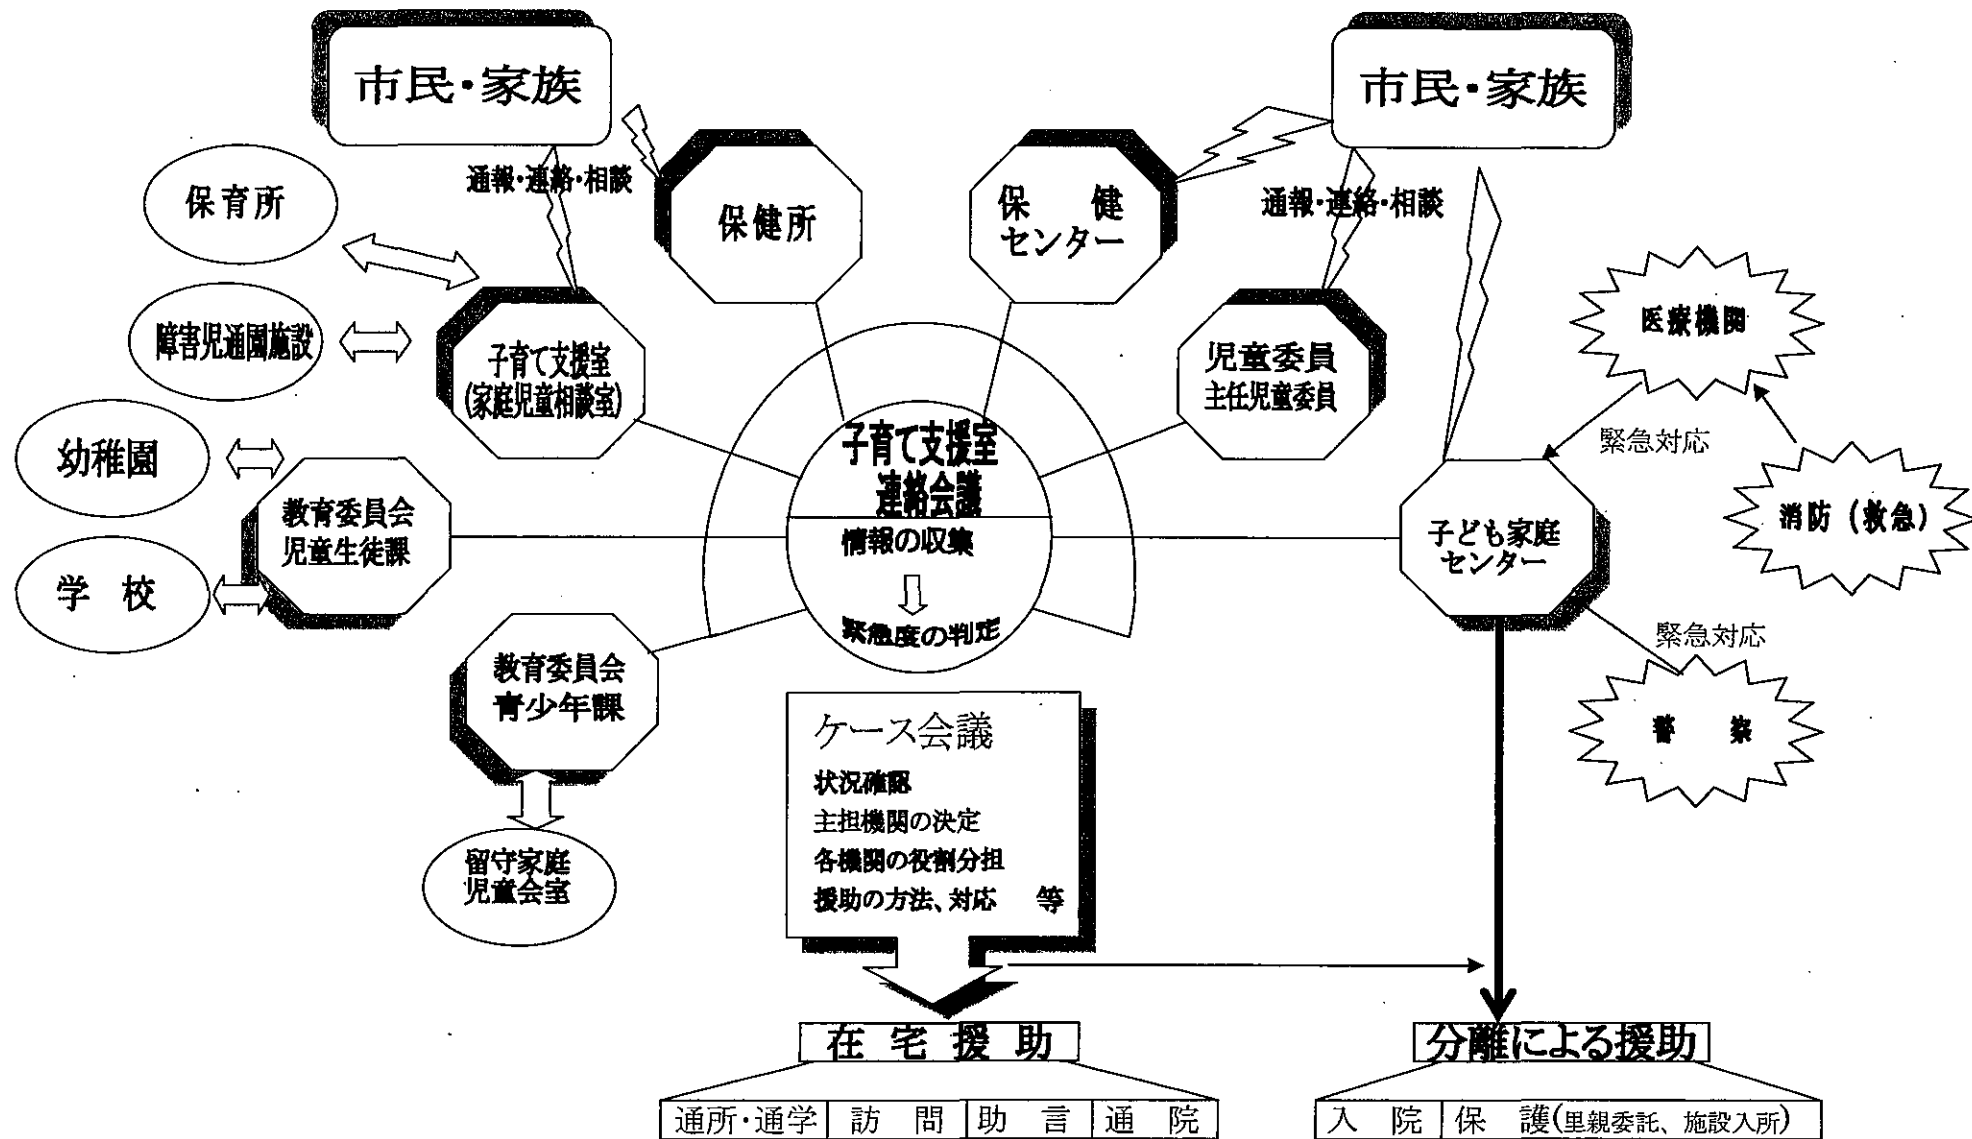 市民・家族
市民・家族
通報・連絡・相談
通報・連絡・相談
保育所
保健所
保　健
センター
障害児通園施設
子育て支援室
(家庭児童相談室)
児童委員
主任児童委員
医療機関
緊急対応
幼稚園
教育委員会
児童生徒課
子育て支援室
連絡会議
情報の収集
緊急度の判定
子ども家庭
センター
消防（救急）
学　校
緊急対応
警　察
教育委員会
青少年課
留守家庭
児童会室
ケース会議
状況確認
主担機関の決定
各機関の役割分担
援助の方法、対応　等
在宅援助
分離による援助
通所・通学
訪　問
助　言
通　院
入　院
保　護(里親委託、施設入所)